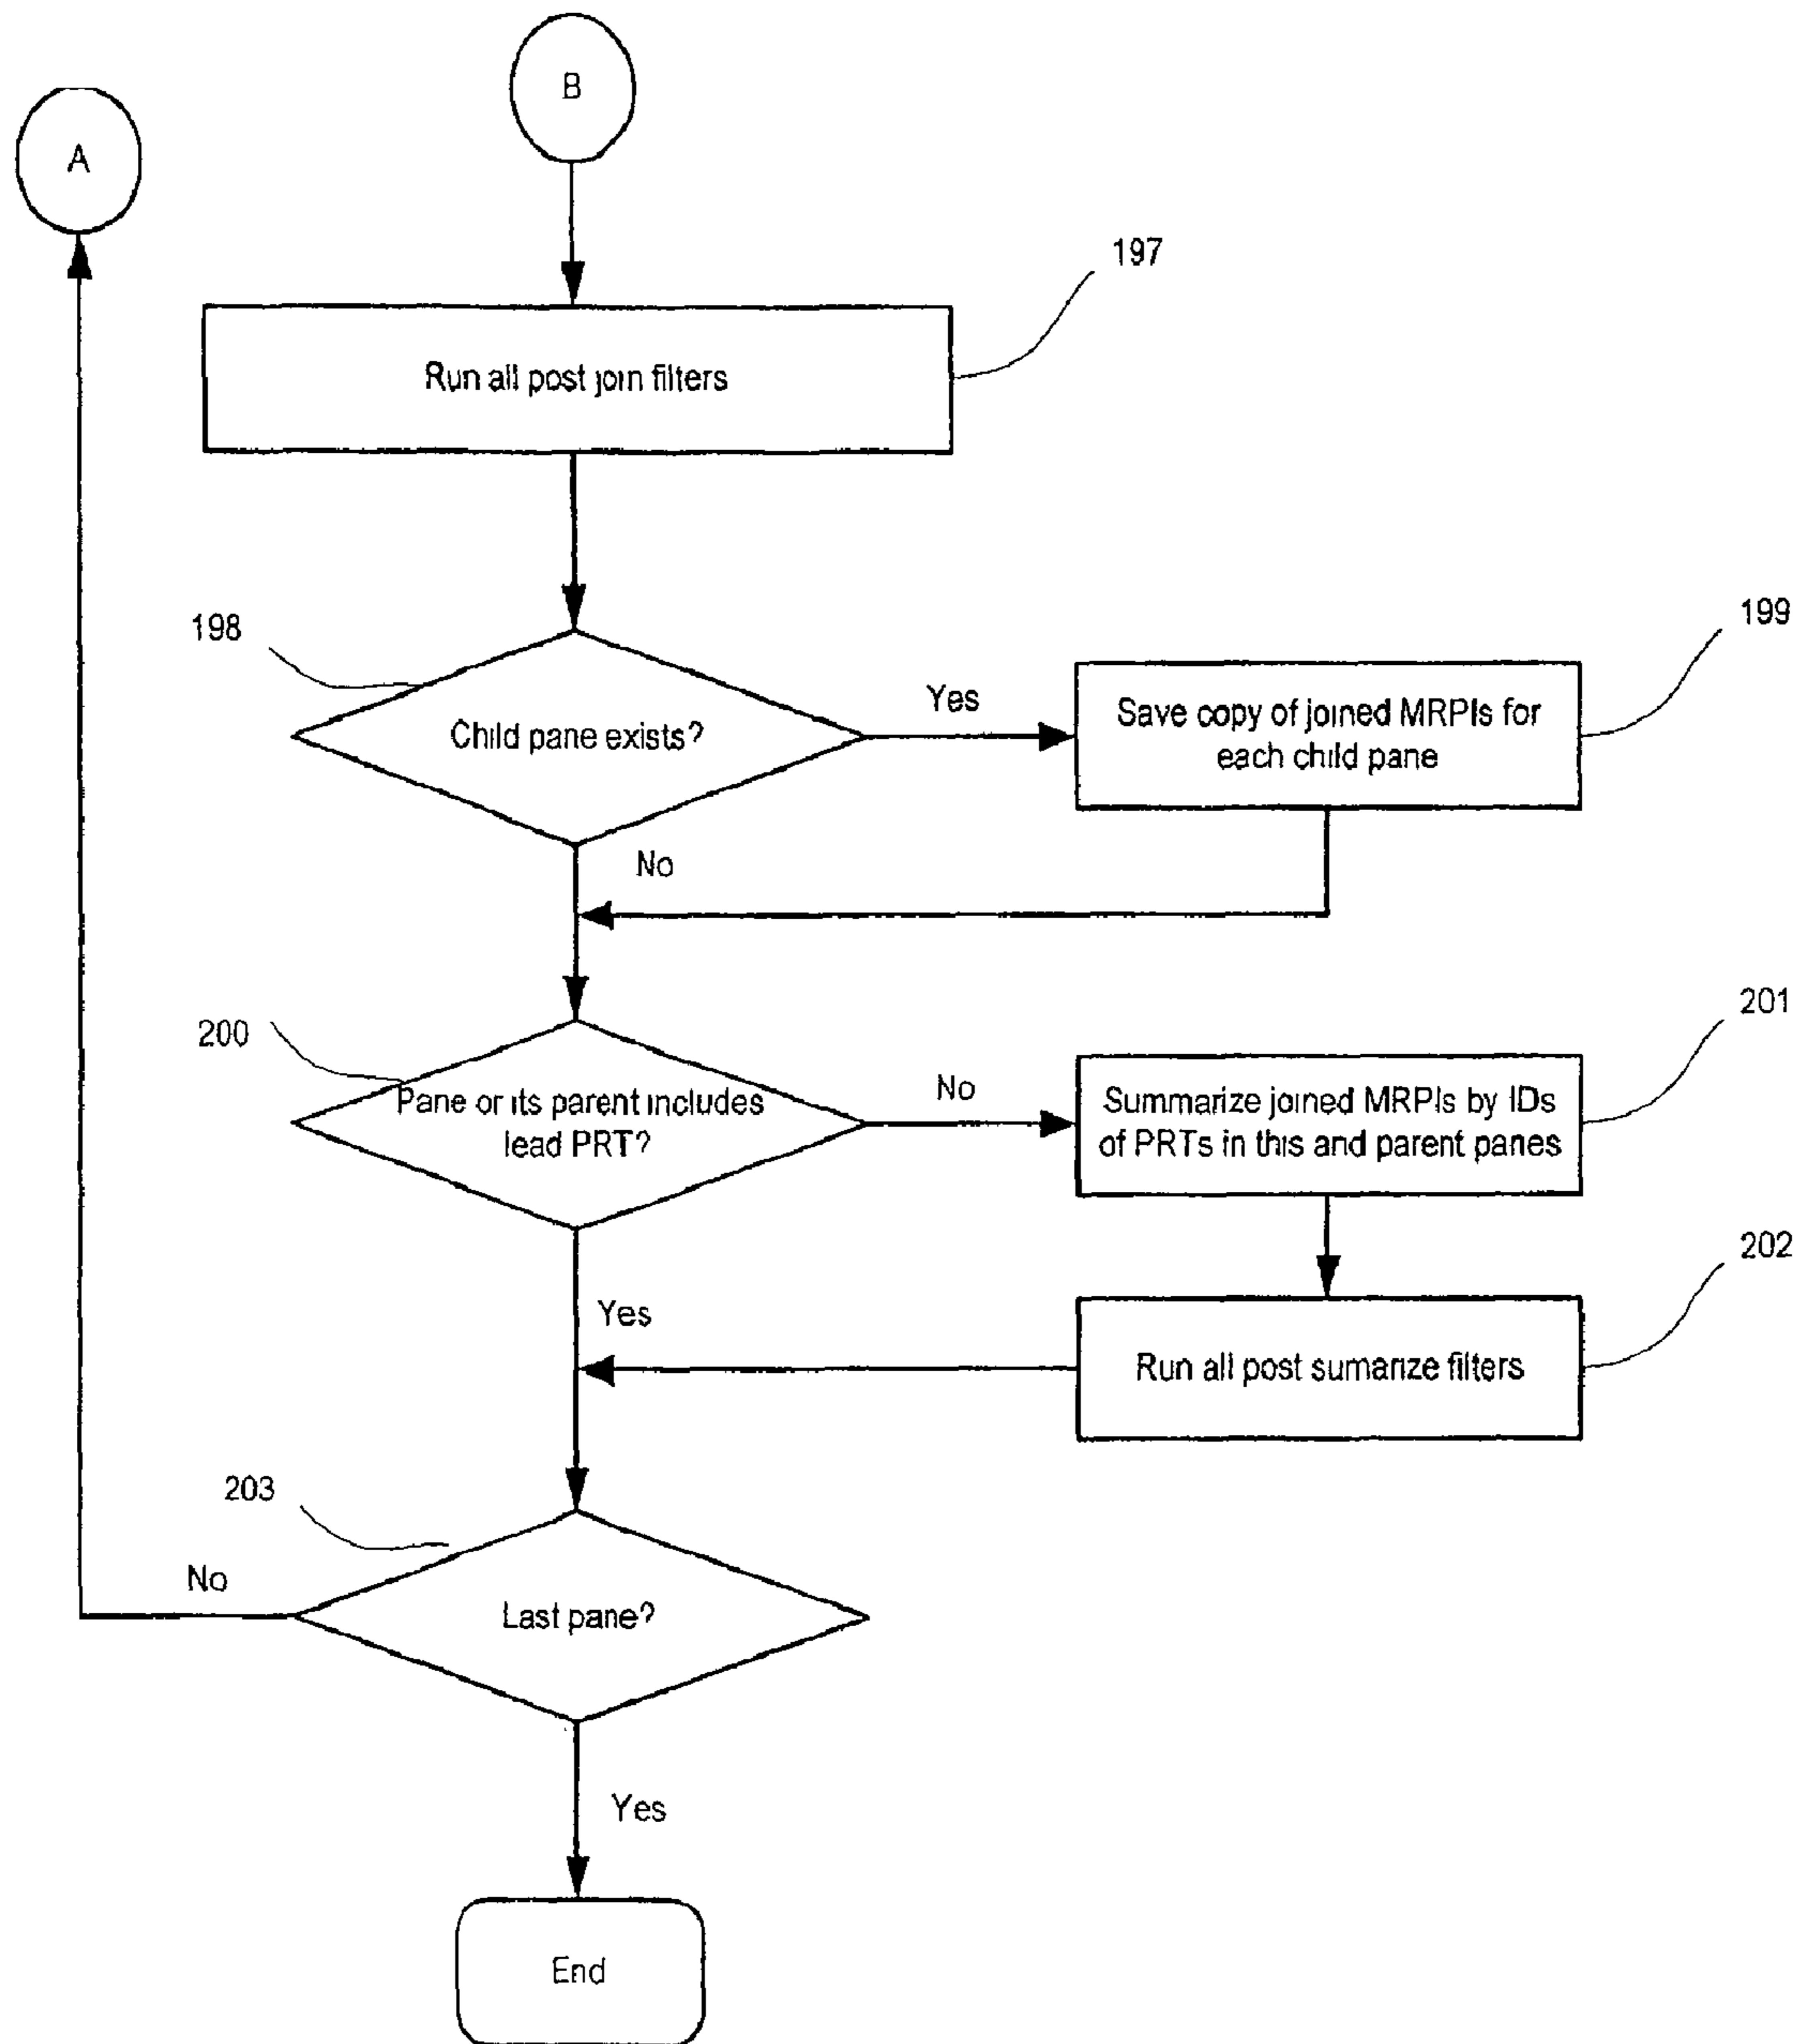 B
A
197
Run all post join filters
198
199
Child pane exists?
Yes
Save copy of joined MRPIs for
each child pane
No
200
201
Pane or its parent includes
lead PRT?
No
Summarize joined MRPIs by IDs
of PRTs in this and parent panes
202
Yes
Run all post sumarize filters
203
No
Last pane?
Yes
End